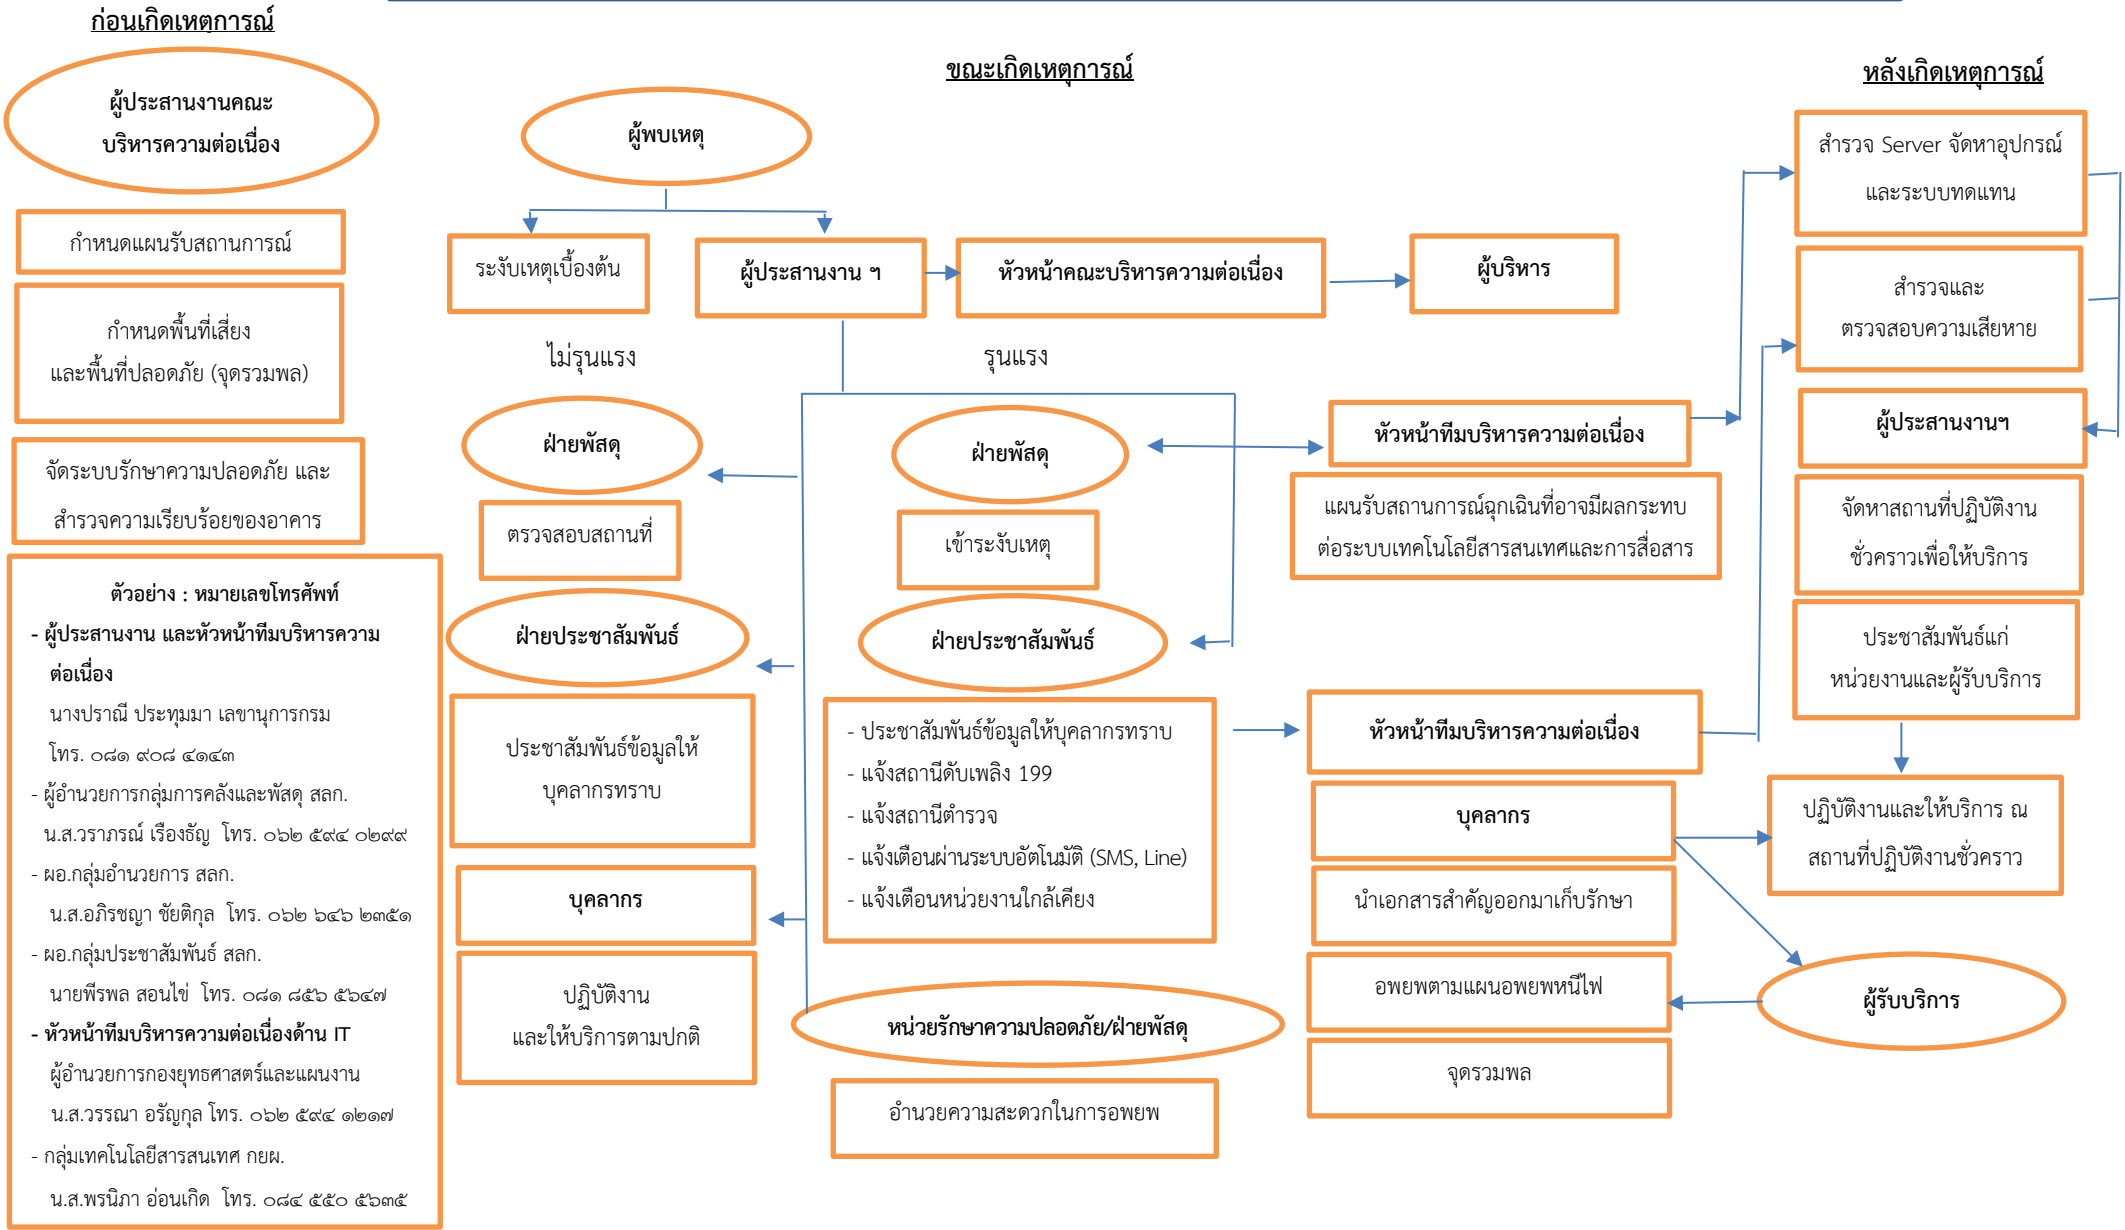 ก่อนเกิดเหตุการณ์
ผู้ประสานงานคณะ
บริหารความต่อเนื่อง
กำหนดแผนรับสถานการณ์
กำหนดพื้นที่เสี่ยง
และพื้นที่ปลอดภัย (จุดรวมพล)
จัดระบบรักษาความปลอดภัย และ
สำรวจความเรียบร้อยของอาคาร
ตัวอย่าง : หมายเลขโทรศัพท์
- ผู้ประสานงาน และหัวหน้าทีมบริหารความ
ต่อเนื่อง
นางปราณี ประทุมมา เลขานุการกรม
โทร. ๐๘๑ ๙๐๘ ๔๑๔๓
- ผู้อำนวยการกลุ่มการคลังและพัสดุ สลก.
น.ส.วราภรณ์ เรืองธัญ โทร. ๐๖๒ ๕๙๔ ๐๒๙๙
- ผอ.กลุ่มอำนวยการ สลก.
น.ส.อภิรชญา ชัยติกุล โทร. ๐๖๒ ๖๔๖ ๒๓๕๑
- ผอ.กลุ่มประชาสัมพันธ์ สลก.
นายพีรพล สอนไข่ โทร. ๐๘๑ ๘๕๖ ๕๖๔๗
- หัวหน้าทีมบริหารความต่อเนื่องด้าน IT
ผู้อำนวยการกองยุทธศาสตร์และแผนงาน
น.ส.วรรณา อรัญกุล โทร. ๐๖๒ ๕๙๔ ๑๒๑๗
- กลุ่มเทคโนโลยีสารสนเทศ กยผ.
น.ส.พรนิภา อ่อนเกิด โทร. ๐๘๔ ๕๕๐ ๕๖๓๕
ขณะเกิดเหตุการณ์
ผู้พบเหตุ
ระงับเหตุเบื้องต้น
ผู้ประสานงาน ฯ
หัวหน้าคณะบริหารความต่อเนื่อง
ผู้บริหาร
ไม่รุนแรง
รุนแรง
ฝ่ายพัสดุ
ตรวจสอบสถานที่
ฝ่ายประชาสัมพันธ์
ประชาสัมพันธ์ข้อมูลให้
บุคลากรทราบ
บุคลากร
ปฏิบัติงาน
และให้บริการตามปกติ
ฝ่ายพัสดุ
เข้าระงับเหตุ
ฝ่ายประชาสัมพันธ์
- ประชาสัมพันธ์ข้อมูลให้บุคลากรทราบ
- แจ้งสถานีดับเพลิง 199
- แจ้งสถานีตำรวจ
- แจ้งเตือนผ่านระบบอัตโนมัติ (SMS, Line)
- แจ้งเตือนหน่วยงานใกล้เคียง
หน่วยรักษาความปลอดภัย/ฝ่ายพัสดุ
อำนวยความสะดวกในการอพยพ
หัวหน้าทีมบริหารความต่อเนื่อง
แผนรับสถานการณ์ฉุกเฉินที่อาจมีผลกระทบ
ต่อระบบเทคโนโลยีสารสนเทศและการสื่อสาร
หัวหน้าทีมบริหารความต่อเนื่อง
บุคลากร
นำเอกสารสำคัญออกมาเก็บรักษา
อพยพตามแผนอพยพหนีไฟ
จุดรวมพล
หลังเกิดเหตุการณ์
สำรวจ Server จัดหาอุปกรณ์
และระบบทดแทน
สำรวจและ
ตรวจสอบความเสียหาย
ผู้ประสานงานฯ
จัดหาสถานที่ปฏิบัติงาน
ชั่วคราวเพื่อให้บริการ
ประชาสัมพันธ์แก่
หน่วยงานและผู้รับบริการ
ปฏิบัติงานและให้บริการ ณ
สถานที่ปฏิบัติงานชั่วคราว
ผู้รับบริการ